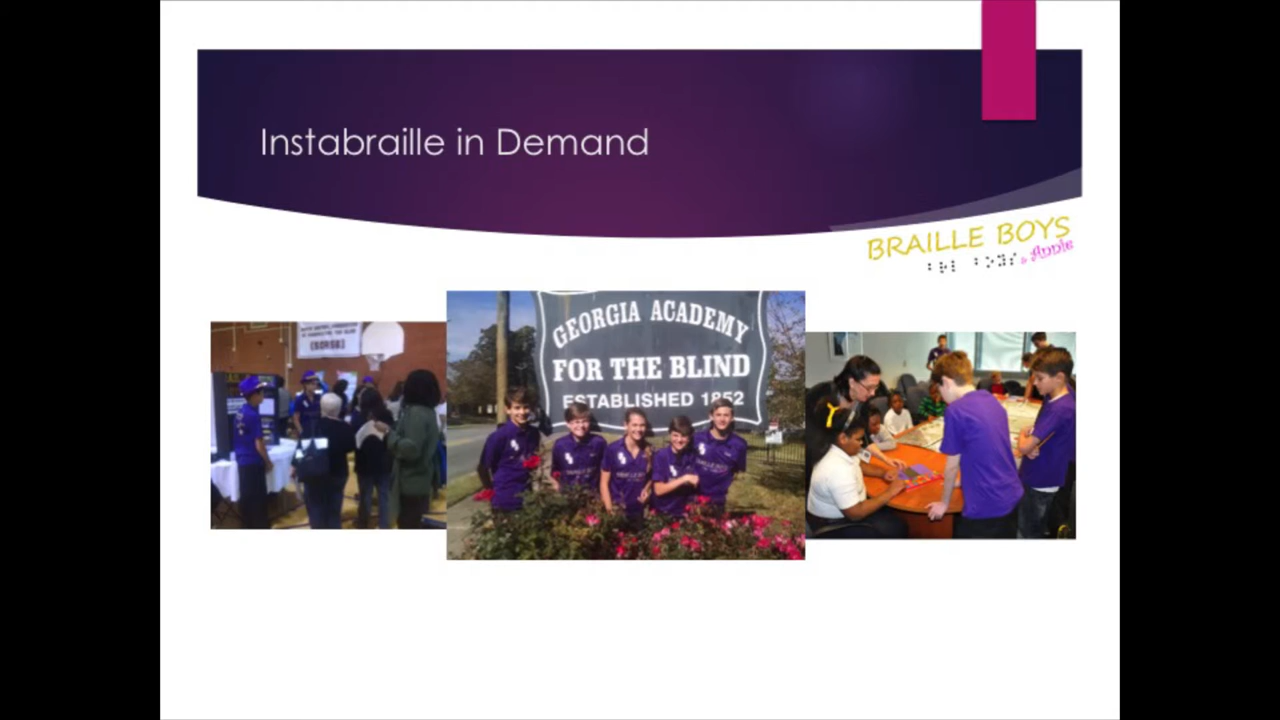 Instabraille in Demand
BRAILLE BOYS
& Annie
GEORGIA ACADEMY
FOR THE BLIND
ESTABLISHED 1852